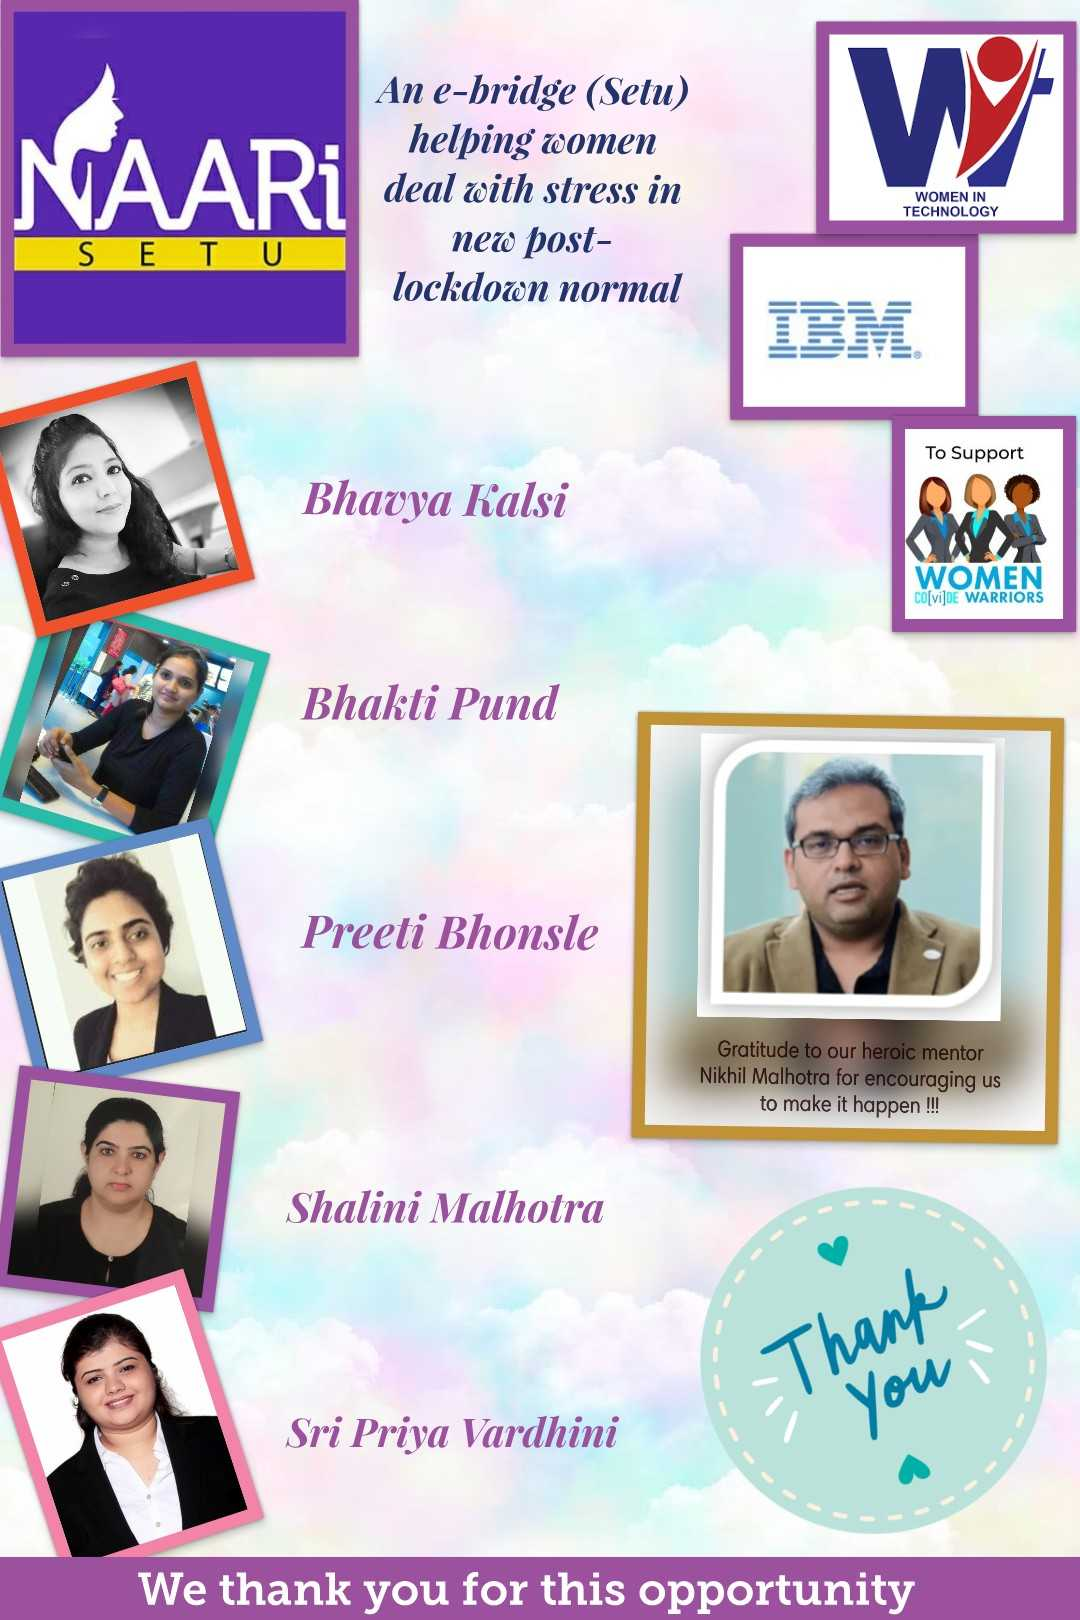 NAARi
SETU
An e-bridge (Setu)
helping women
deal with stress in
new post-
lockdown normal
WiT
WOMEN IN
TECHNOLOGY
IBM®
To Support
WOMEN
CO[vi]DE WARRIORS
Bhavya Kalsi
Bhakti Pund
Preeti Bhonsle
Gratitude to our heroic mentor
Nikhil Malhotra for encouraging us
to make it happen !!!
Shalini Malhotra
Thank
You
Sri Priya Vardhini
We thank you for this opportunity